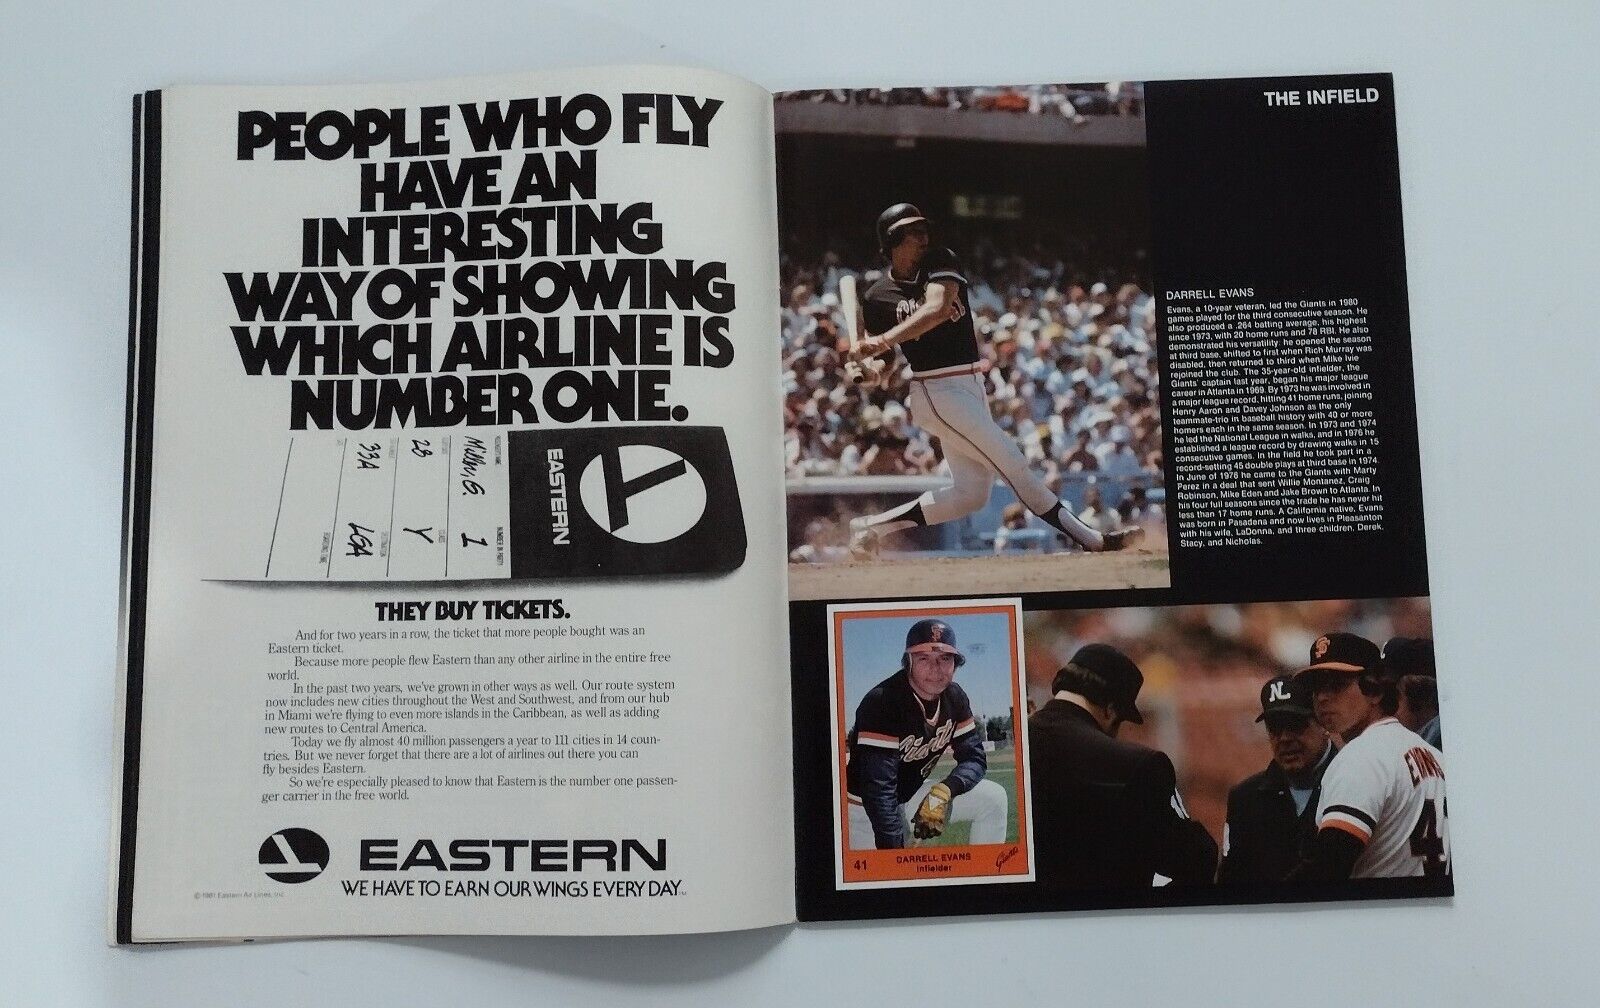 PEOPLE WHO FLY
HAVE AN
INTERESTING
WAY OF SHOWING
WHICH AIRLINE IS
NUMBER ONE.
Miller, G.
1
28
Y
33A
LGA
EASTERN
THEY BUY TICKETS.
And for two years in a row, the ticket that more people bought was an
Eastern ticket.
Because more people flew Eastern than any other airline in the entire free
world.
In the past two years, we've grown in other ways as well. Our route system
now includes new cities throughout the West and Southwest, and from our hub
in Miami we're flying to even more islands in the Caribbean, as well as adding
new routes to Central America.
Today we fly almost 40 million passengers a year to 111 cities in 14 coun-
tries. But we never forget that there are a lot of airlines out there you can
fly besides Eastern.
So we're especially pleased to know that Eastern is the number one passen-
ger carrier in the free world.
EASTERN
WE HAVE TO EARN OUR WINGS EVERY DAY.
© 1981 Eastern Air Lines, Inc.
THE INFIELD
DARRELL EVANS
Evans, a 10-year veteran, led the Giants in 1980
games played for the third consecutive season. He
also produced a .264 batting average, his highest
since 1973, with 20 home runs and 78 RBI. He also
demonstrated his versatility: he opened the season
at third base, shifted to first when Rich Murray was
disabled, then returned to third when Mike Ivie
rejoined the club. The 35-year-old infielder, the
Giants' captain last year, began his major league
career in Atlanta in 1969. By 1973 he was involved in
a major league record, hitting 41 home runs, joining
Henry Aaron and Davey Johnson as the only
teammate-trio in baseball history with 40 or more
homers each in the same season. In 1973 and 1974
he led the National League in walks, and in 1976 he
established a league record by drawing walks in 15
consecutive games. In the field he took part in a
record-setting 45 double plays at third base in 1974.
In June of 1976 he came to the Giants with Marty
Perez in a deal that sent Willie Montanez, Craig
Robinson, Mike Eden and Jake Brown to Atlanta. In
his four full seasons since the trade he has never hit
less than 17 home runs. A California native, Evans
was born in Pasadena and now lives in Pleasanton
with his wife, LaDonna, and three children, Derek,
Stacy, and Nicholas.
SF
Giants
41 DARRELL EVANS
Infielder
Giants
NL
SF
EVANS
4